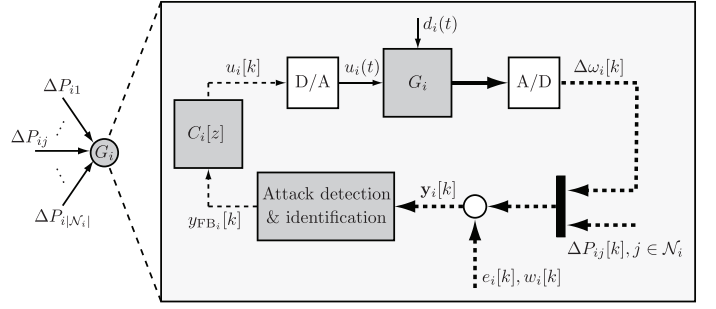 d_i(t)
u_i[k]
D/A
u_i(t)
G_i
A/D
Δω_i[k]
ΔP_{i1}
ΔP_{ij}
G_i
ΔP_{i|𝒩_i|}
C_i[z]
Attack detection
& identification
y_{FB_i}[k]
𝐲_i[k]
ΔP_{ij}[k], j ∈ 𝒩_i
e_i[k], w_i[k]